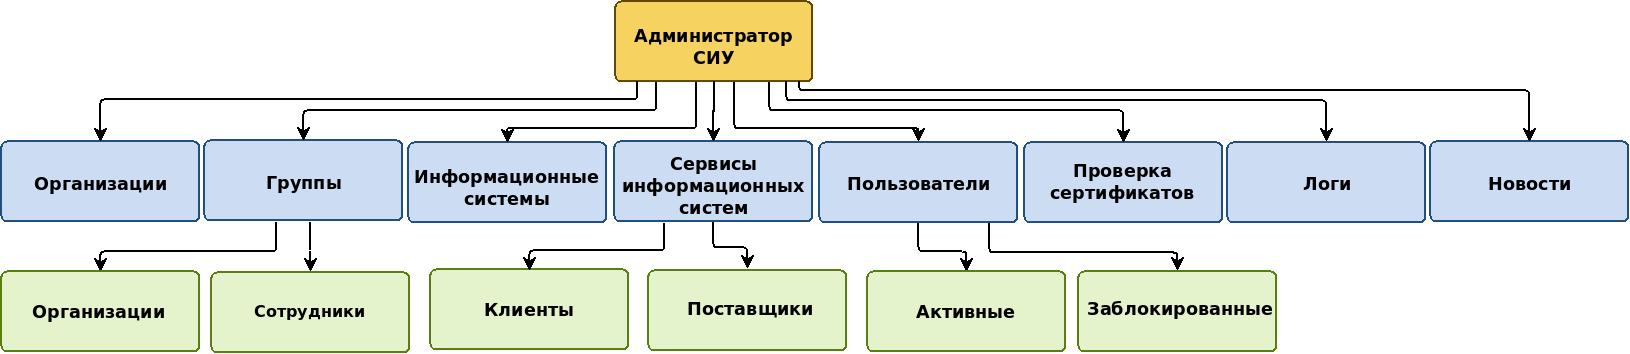 Администратор
СИУ
Организации
Группы
Информационные
системы
Сервисы
информационных
систем
Пользователи
Проверка
сертификатов
Логи
Новости
Организации
Сотрудники
Клиенты
Поставщики
Активные
Заблокированные